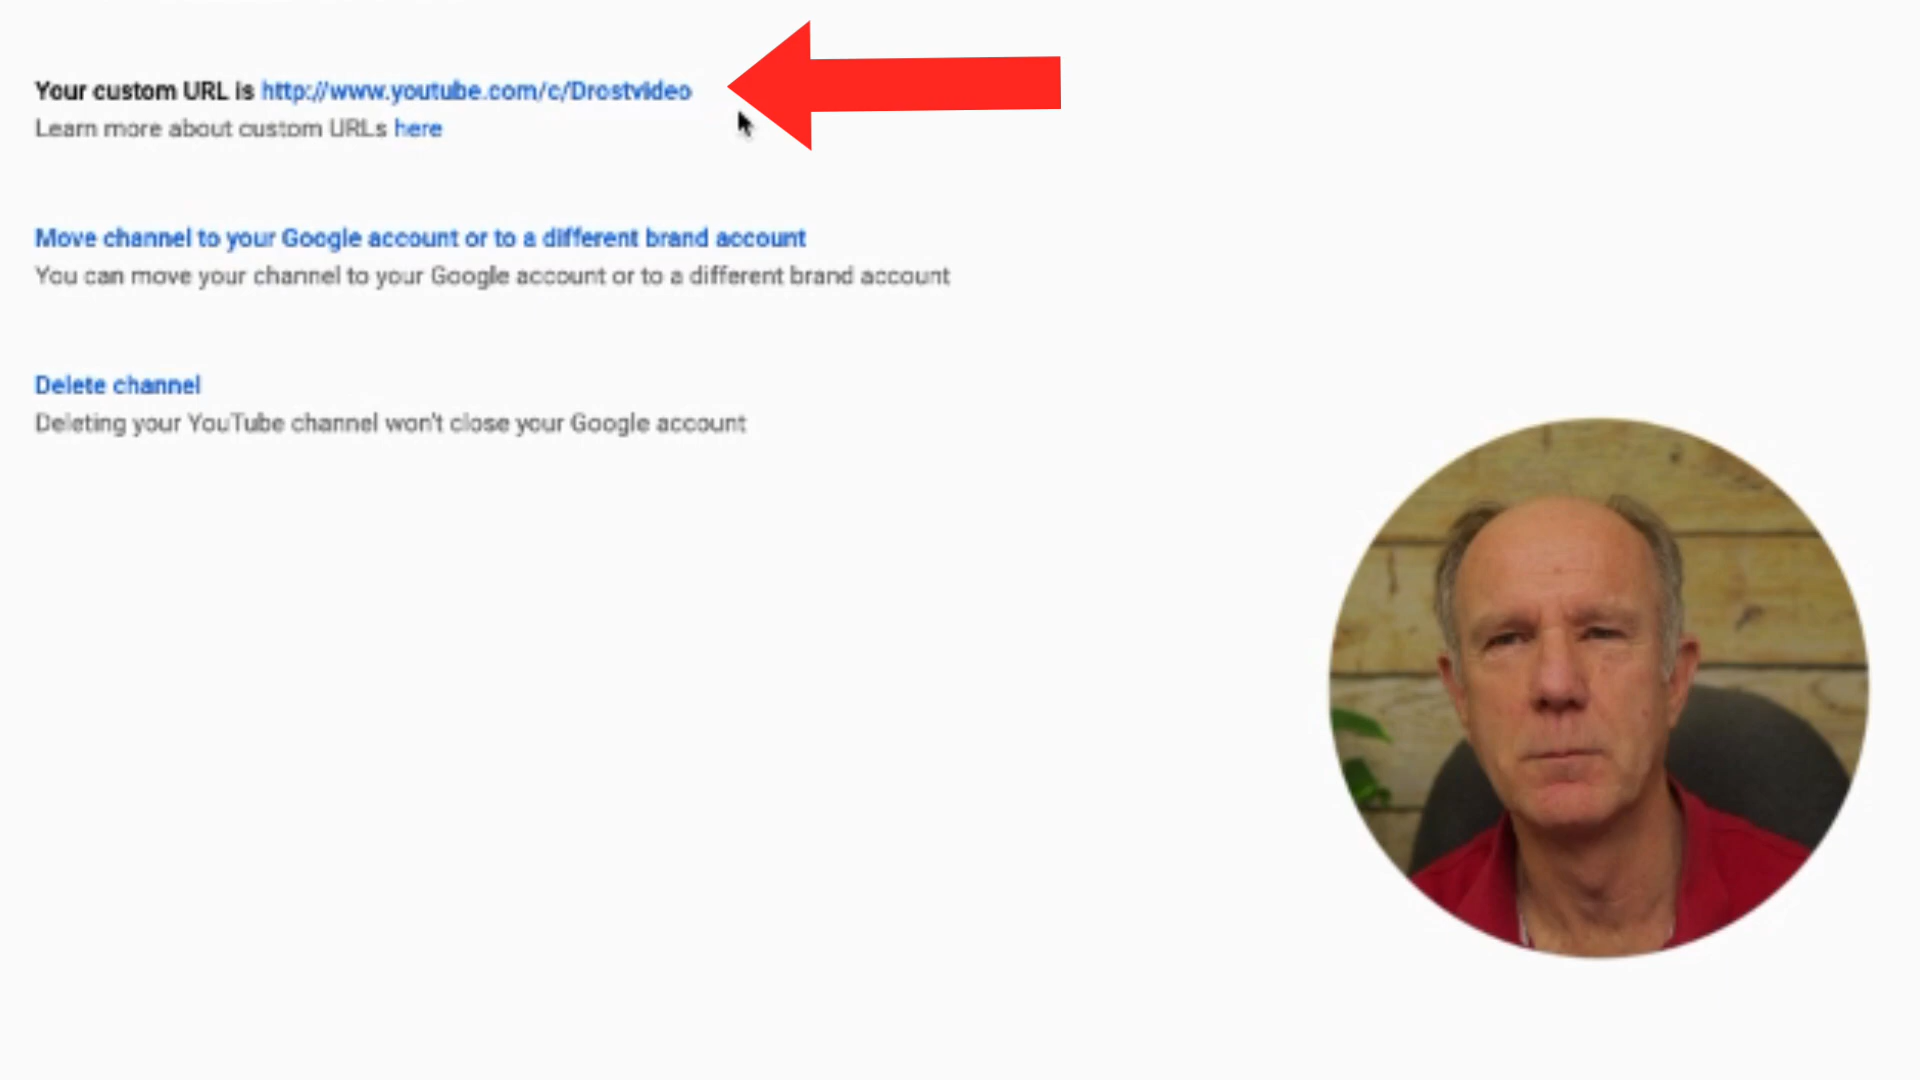 Your custom URL is http://www.youtube.com/c/Drostvideo
Learn more about custom URLs here
Move channel to your Google account or to a different brand account
You can move your channel to your Google account or to a different brand account
Delete channel
Deleting your YouTube channel won't close your Google account